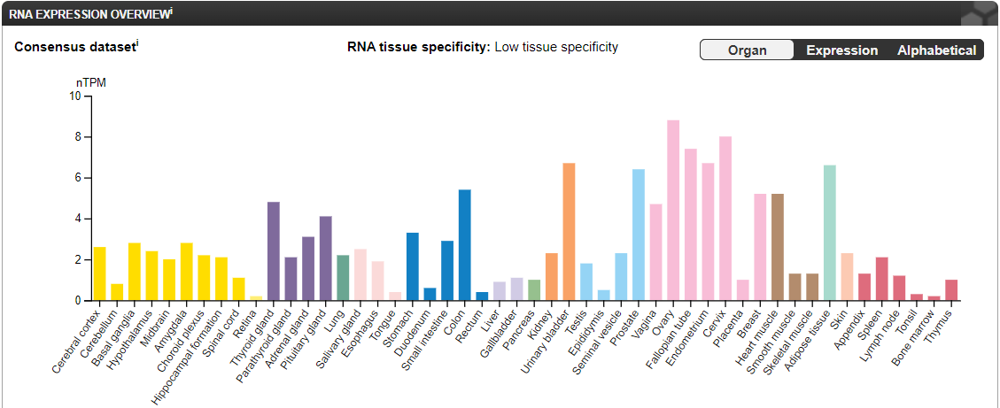 RNA EXPRESSION OVERVIEWi
Consensus dataseti
RNA tissue specificity: Low tissue specificity
Organ
Expression
Alphabetical
nTPM
10
8
6
4
2
0
Cerebral cortex
Cerebellum
Basal ganglia
Hypothalamus
Midbrain
Amygdala
Choroid plexus
Hippocampal formation
Spinal cord
Retina
Thyroid gland
Parathyroid gland
Adrenal gland
Pituitary gland
Lung
Salivary gland
Esophagus
Tongue
Stomach
Duodenum
Small intestine
Colon
Rectum
Liver
Gallbladder
Pancreas
Kidney
Urinary bladder
Testis
Epididymis
Seminal vesicle
Prostate
Vagina
Ovary
Fallopian tube
Endometrium
Cervix
Placenta
Breast
Heart muscle
Smooth muscle
Skeletal muscle
Adipose tissue
Skin
Appendix
Spleen
Lymph node
Tonsil
Bone marrow
Thymus